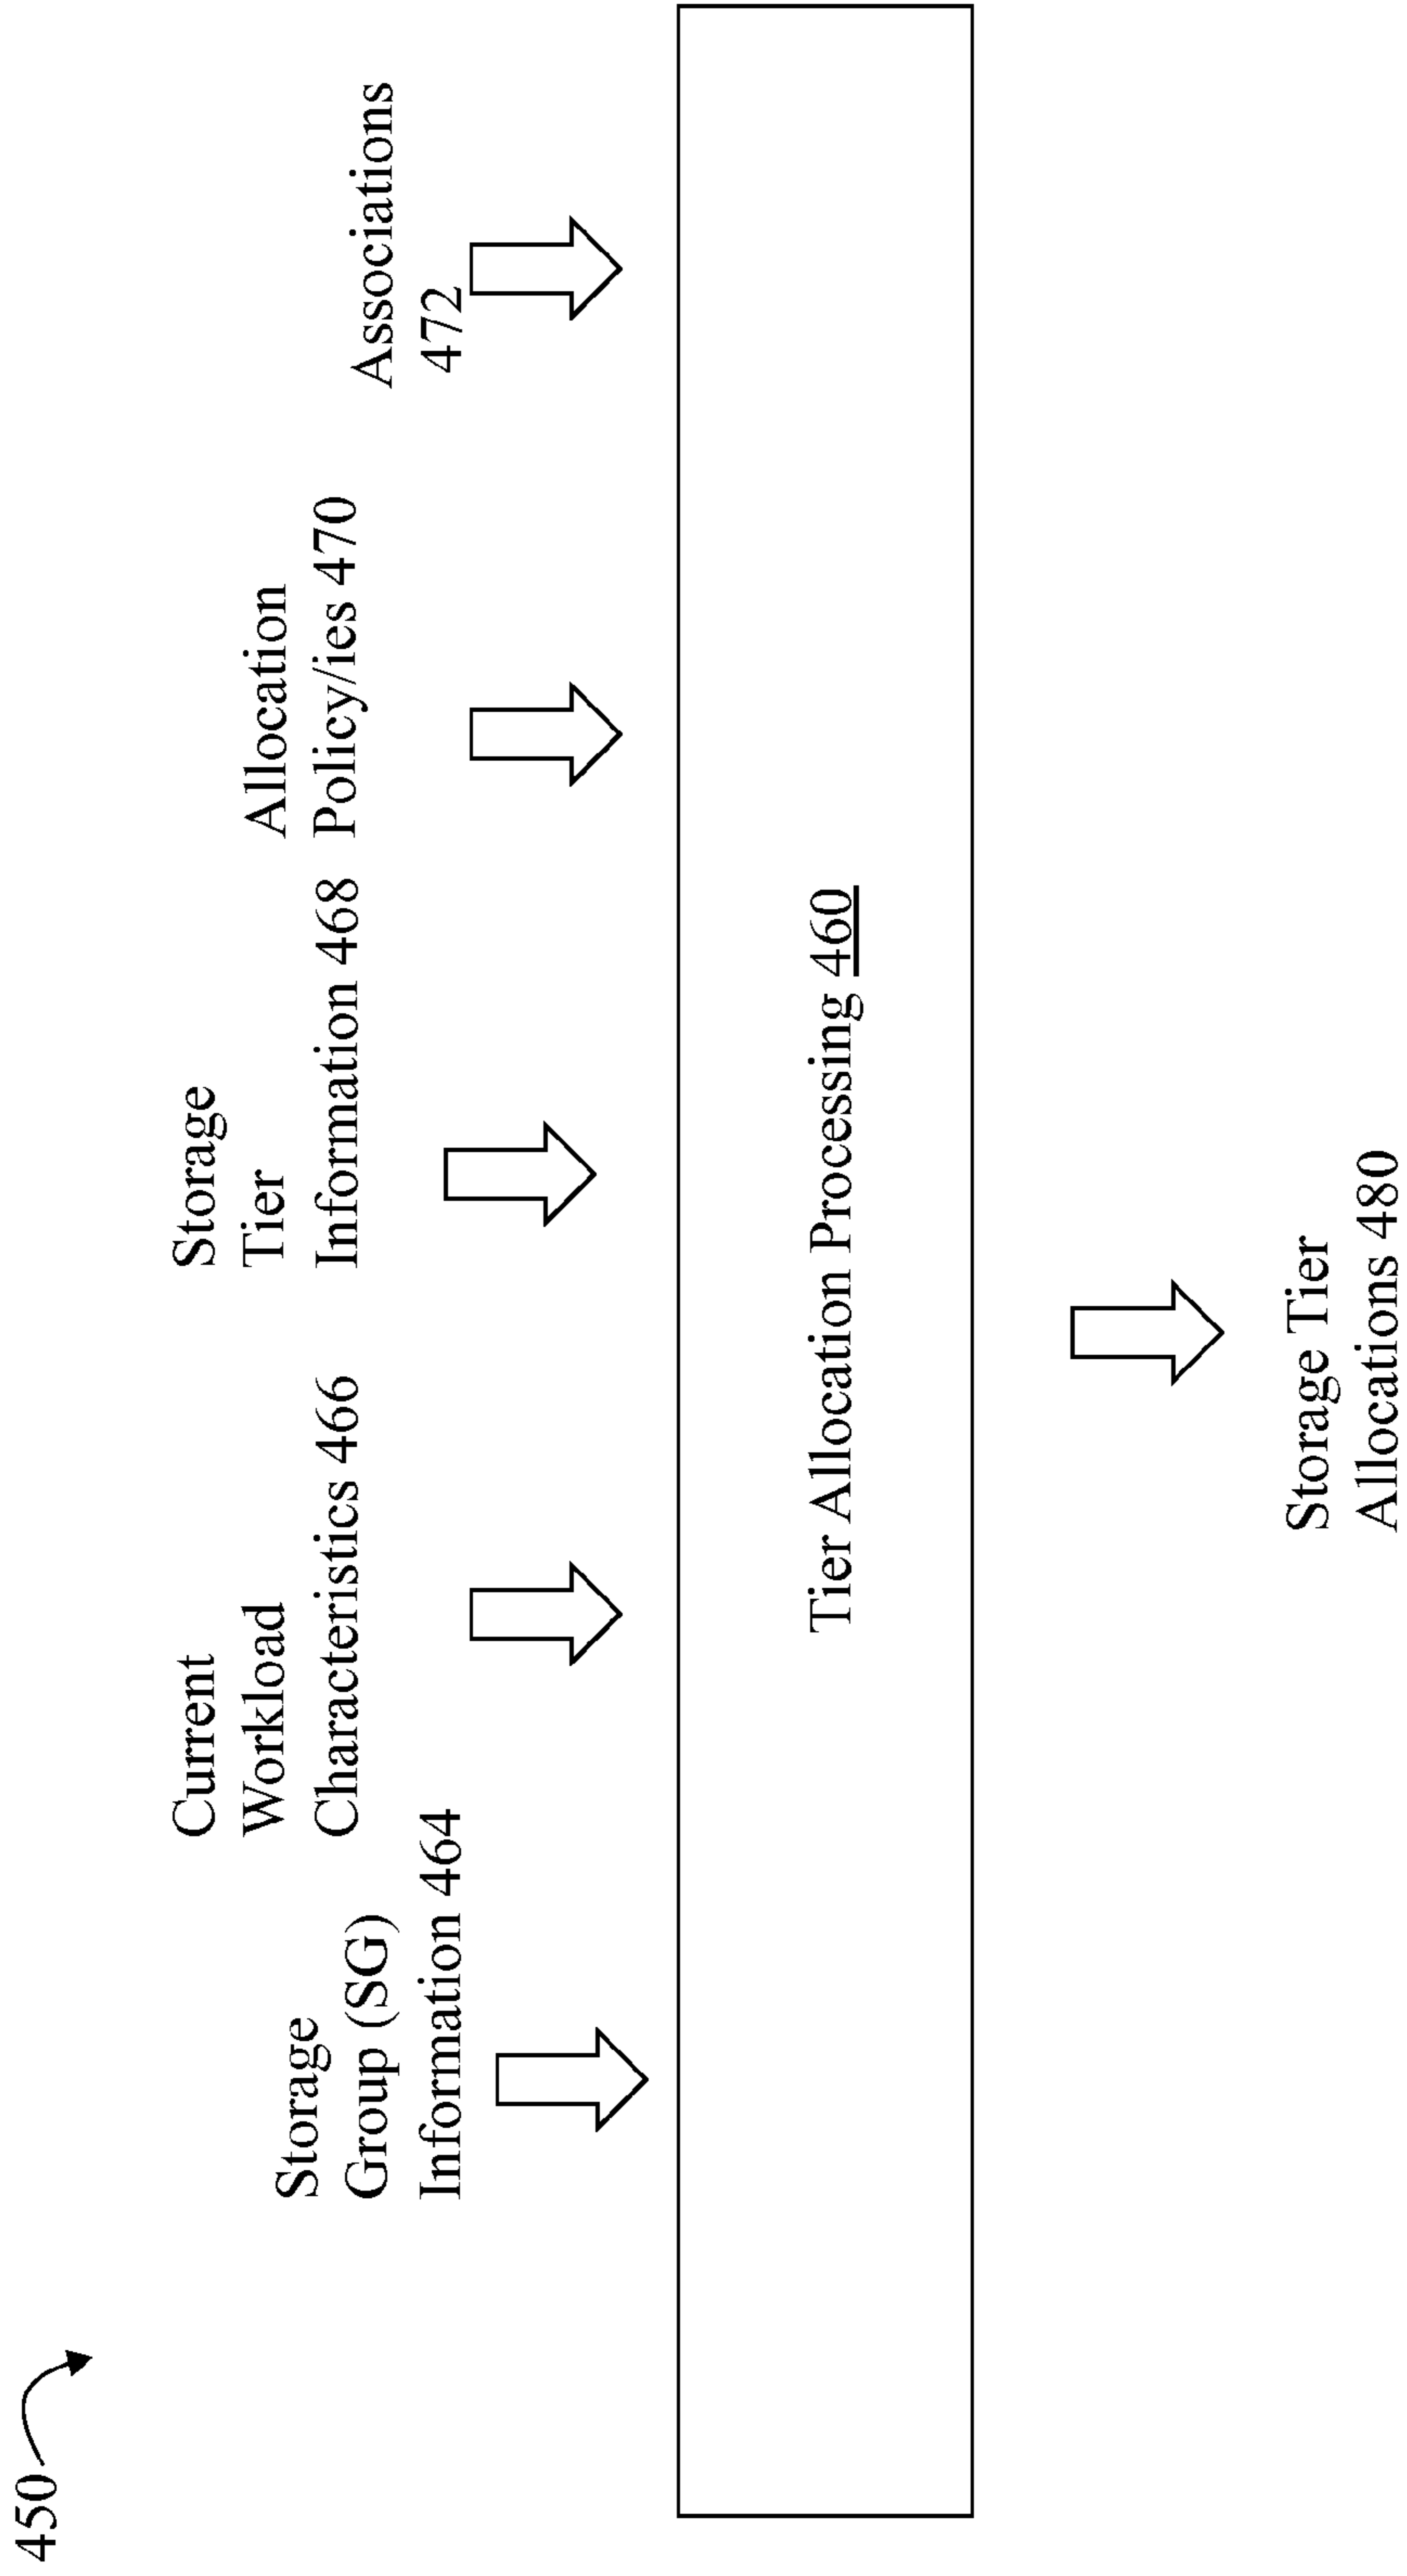 450
Storage
Group (SG)
Information 464
Current
Workload
Characteristics 466
Storage
Tier
Information 468
Allocation
Policy/ies 470
Associations
472
Tier Allocation Processing 460
Storage Tier
Allocations 480